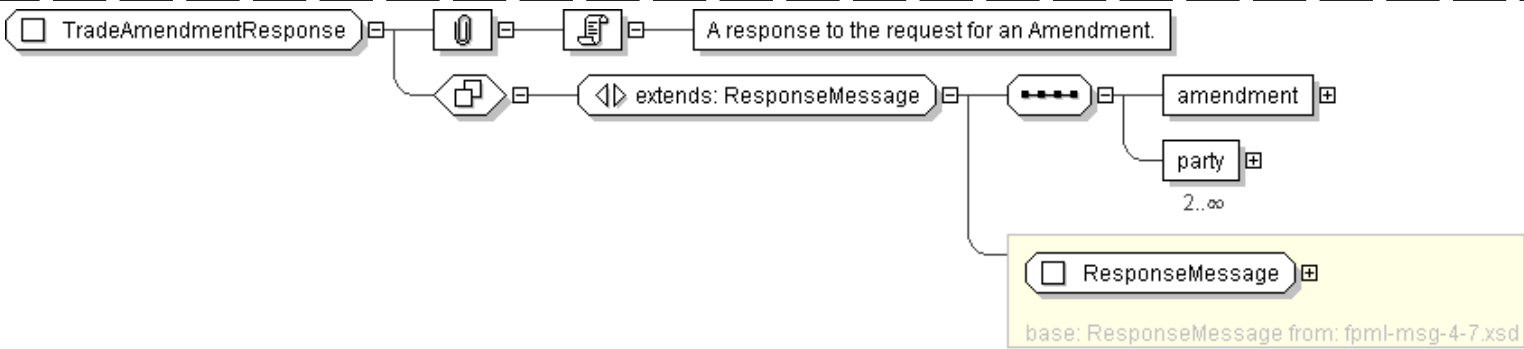 TradeAmendmentResponse
A response to the request for an Amendment.
extends: ResponseMessage
amendment
party
2..∞
ResponseMessage
base: ResponseMessage from: fpml-msg-4-7.xsd